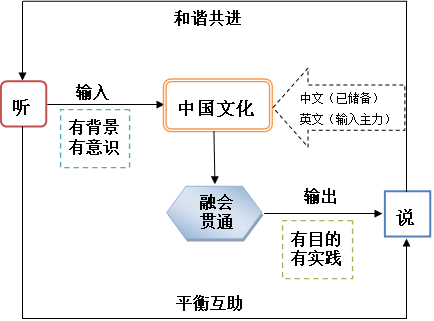 和谐共进
听
输入
有背景
有意识
中国文化
中文（已储备）
英文（输入主力）
融会
贯通
输出
有目的
有实践
说
平衡互助